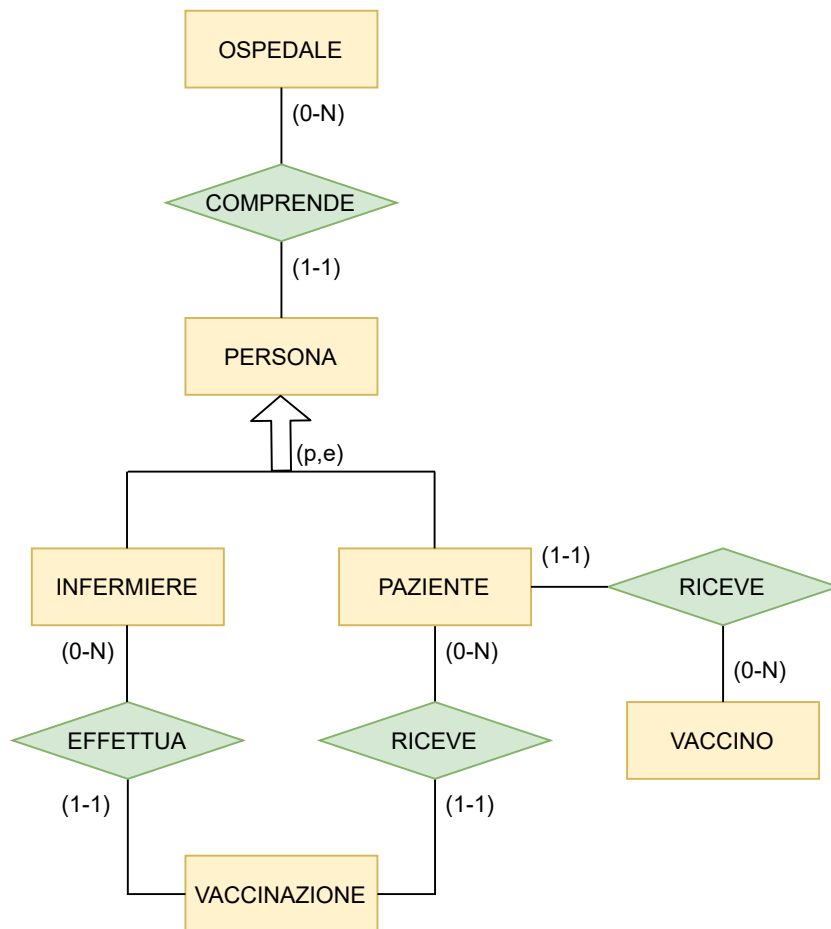 OSPEDALE
(0-N)
COMPRENDE
(1-1)
PERSONA
(p,e)
INFERMIERE
PAZIENTE
(1-1)
RICEVE
(0-N)
(0-N)
(0-N)
EFFETTUA
RICEVE
VACCINO
(1-1)
(1-1)
VACCINAZIONE